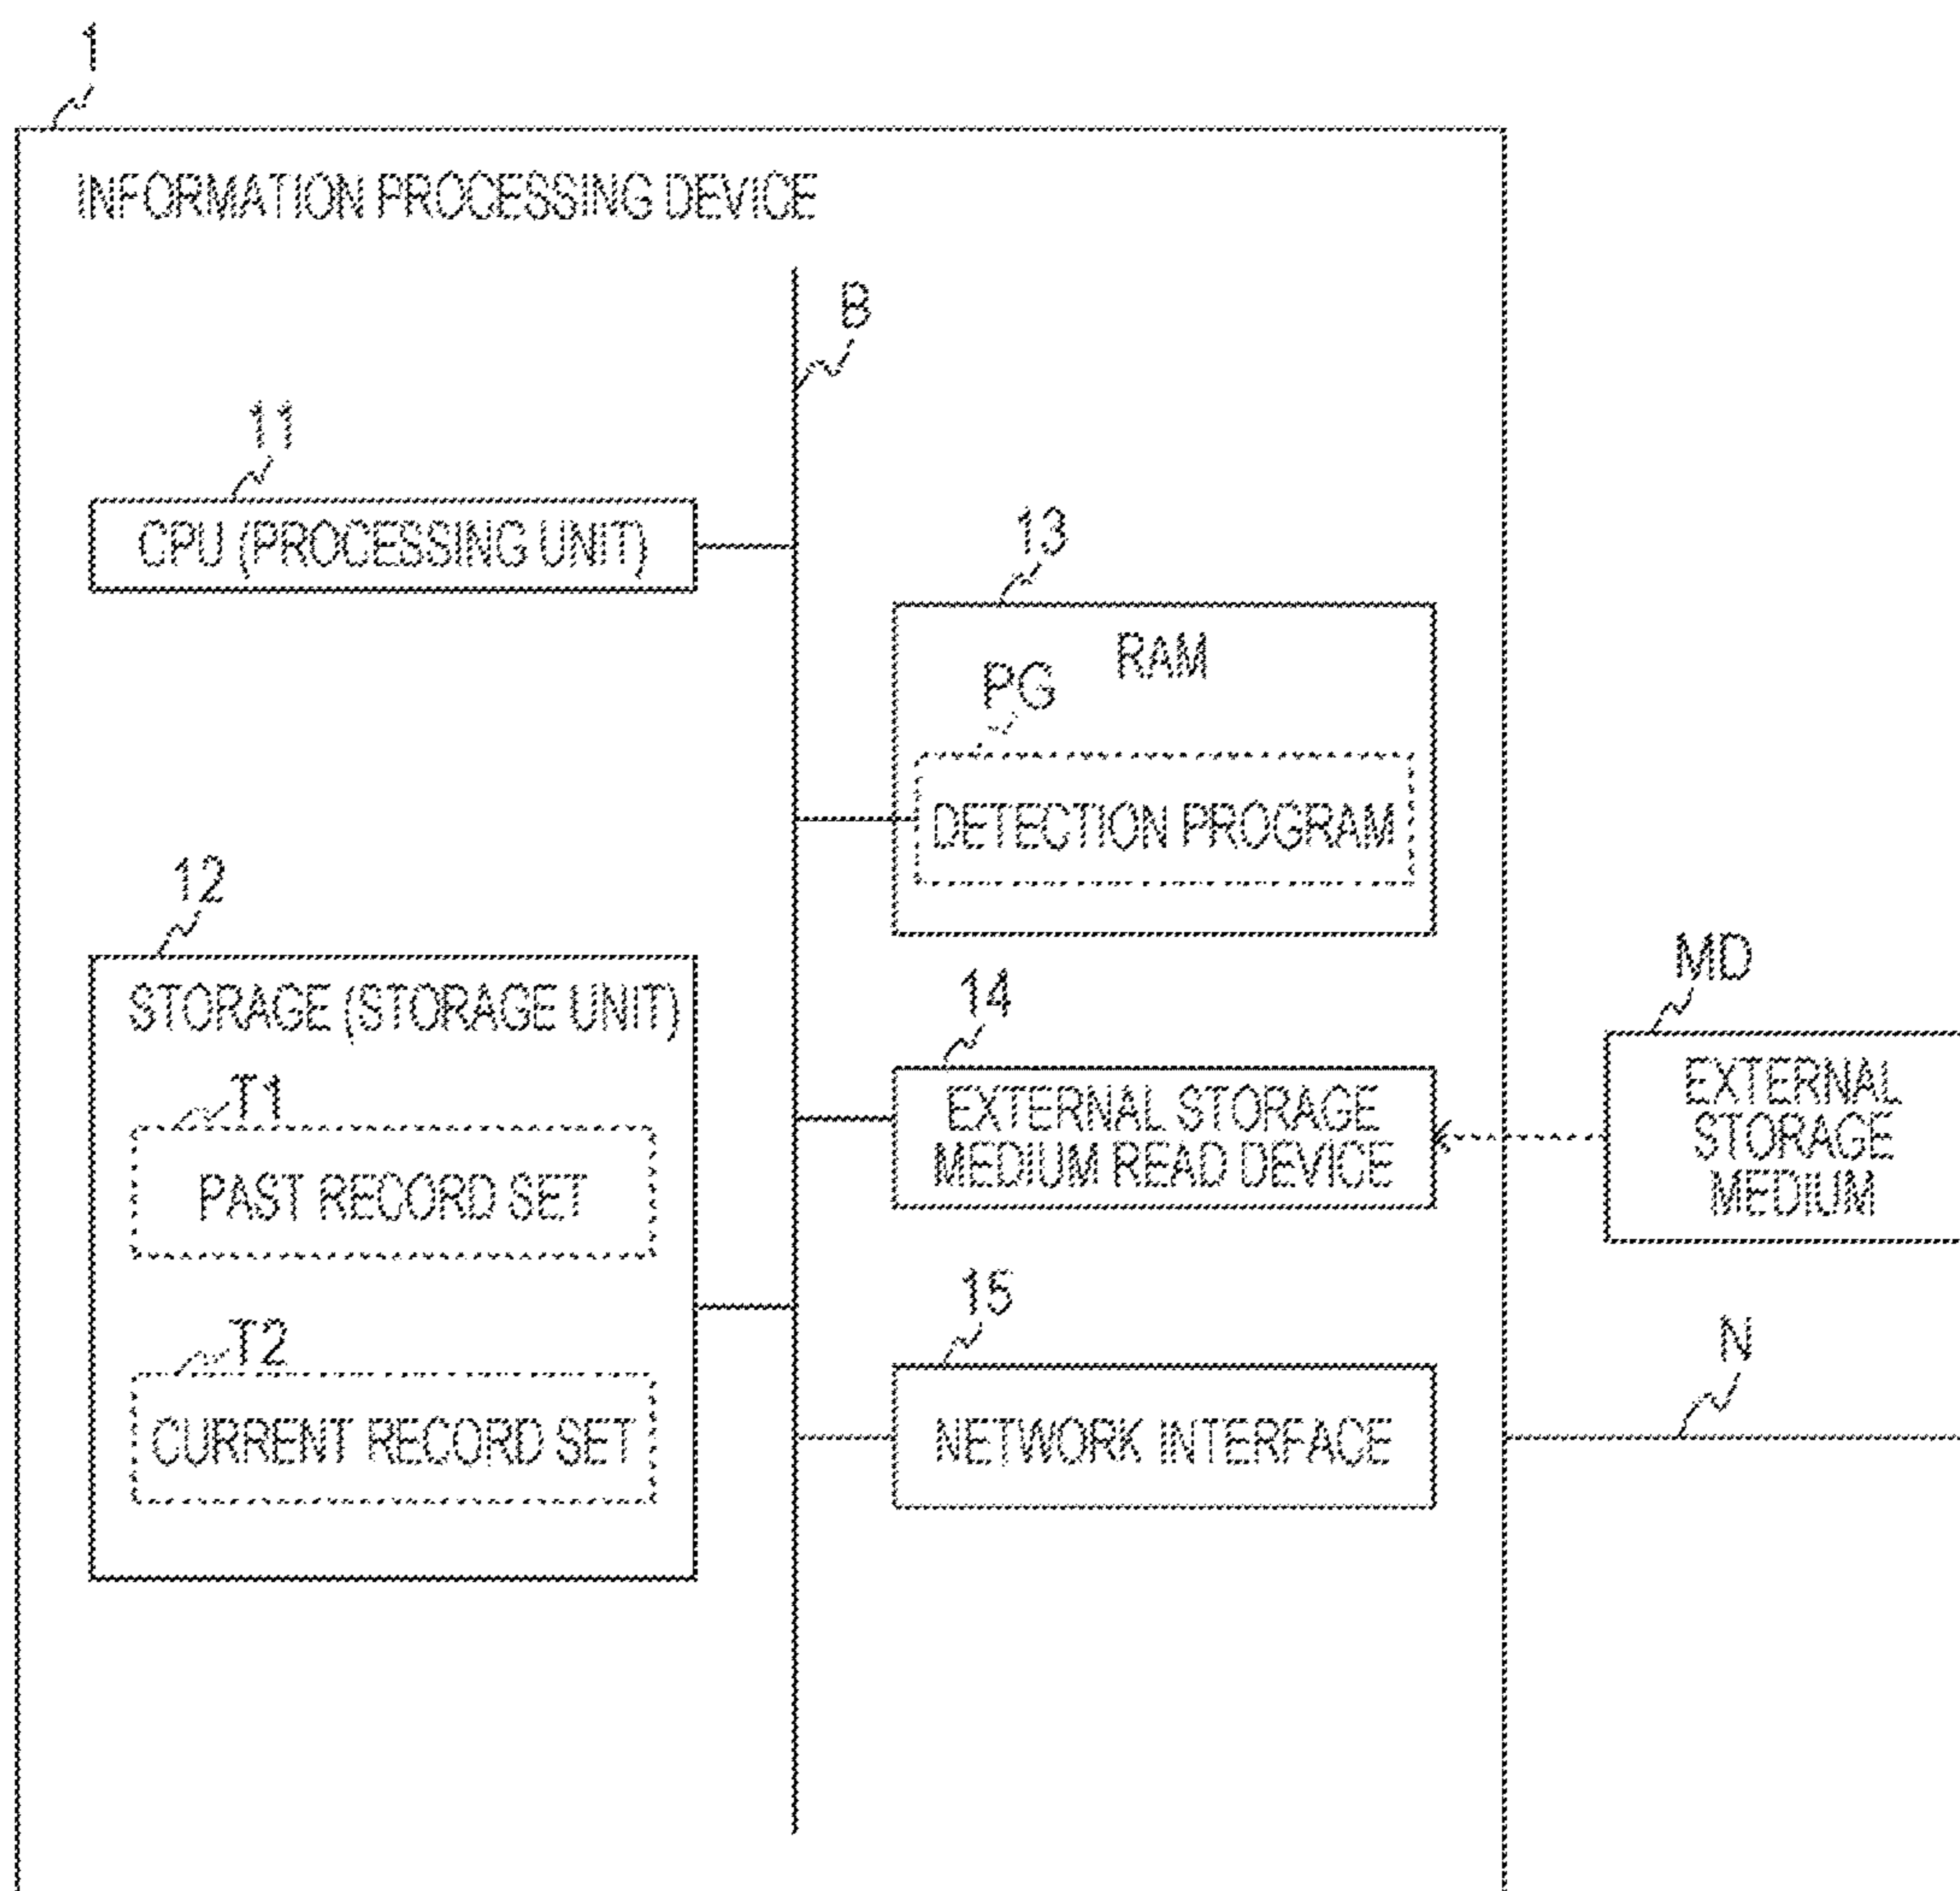 1
INFORMATION PROCESSING DEVICE
B
11
CPU (PROCESSING UNIT)
13
RAM
PG
DETECTION PROGRAM
12
STORAGE (STORAGE UNIT)
T1
PAST RECORD SET
T2
CURRENT RECORD SET
14
EXTERNAL STORAGE
MEDIUM READ DEVICE
MD
EXTERNAL
STORAGE
MEDIUM
15
NETWORK INTERFACE
N